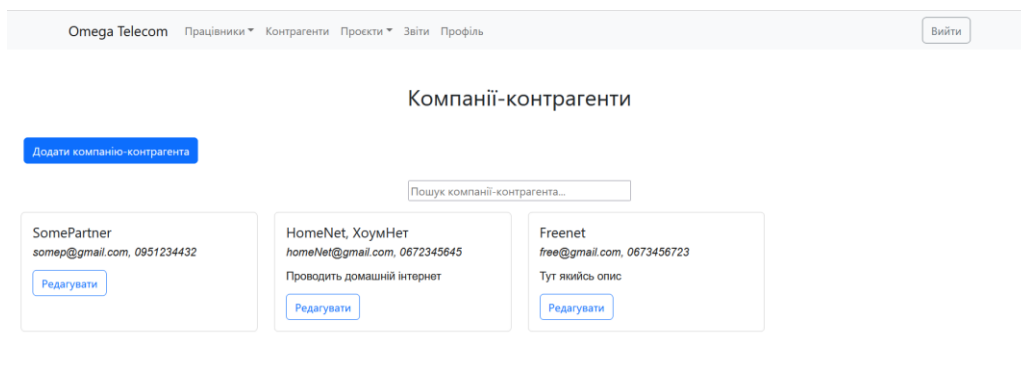 Omega Telecom Працівники Контрагенти Проєкти Звіти Профіль Вийти
Компанії-контрагенти
Додати компанію-контрагента
Пошук компанії-контрагента...
SomePartner
somep@gmail.com, 0951234432
Редагувати
HomeNet, ХоумНет
homeNet@gmail.com, 0672345645
Проводить домашній інтернет
Редагувати
Freenet
free@gmail.com, 0673456723
Тут якийсь опис
Редагувати